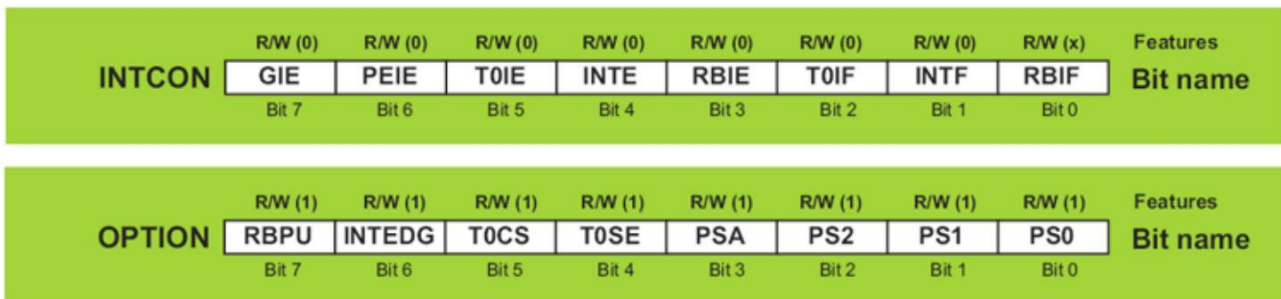 R/W (0) R/W (0) R/W (0) R/W (0) R/W (0) R/W (0) R/W (0) R/W (x) Features
INTCON GIE PEIE T0IE INTE RBIE T0IF INTF RBIF Bit name
Bit 7 Bit 6 Bit 5 Bit 4 Bit 3 Bit 2 Bit 1 Bit 0
R/W (1) R/W (1) R/W (1) R/W (1) R/W (1) R/W (1) R/W (1) R/W (1) Features
OPTION RBPU INTEDG T0CS T0SE PSA PS2 PS1 PS0 Bit name
Bit 7 Bit 6 Bit 5 Bit 4 Bit 3 Bit 2 Bit 1 Bit 0